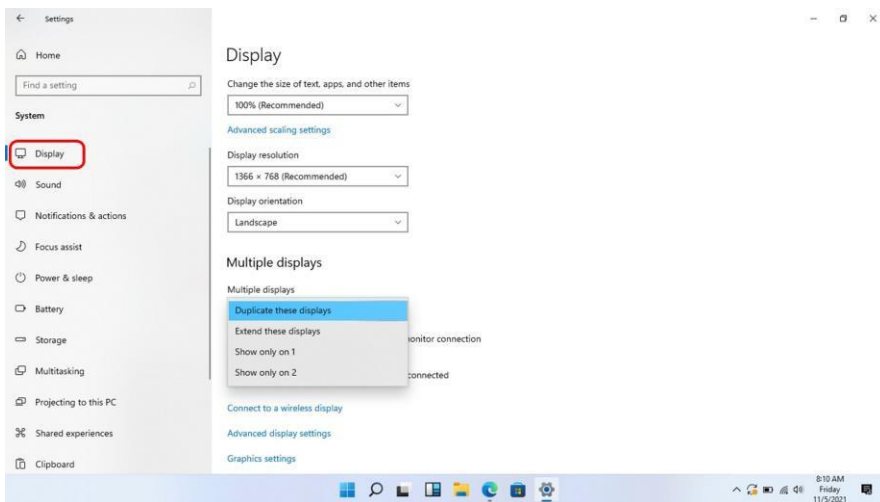 Settings
Home
Find a setting
System
Display
Sound
Notifications & actions
Focus assist
Power & sleep
Battery
Storage
Multitasking
Projecting to this PC
Shared experiences
Clipboard
Display
Change the size of text, apps, and other items
100% (Recommended)
Advanced scaling settings
Display resolution
1366 × 768 (Recommended)
Display orientation
Landscape
Multiple displays
Multiple displays
Duplicate these displays
Extend these displays
onitor connection
Show only on 1
Show only on 2
connected
Connect to a wireless display
Advanced display settings
Graphics settings
8:10 AM
Friday
11/5/2021